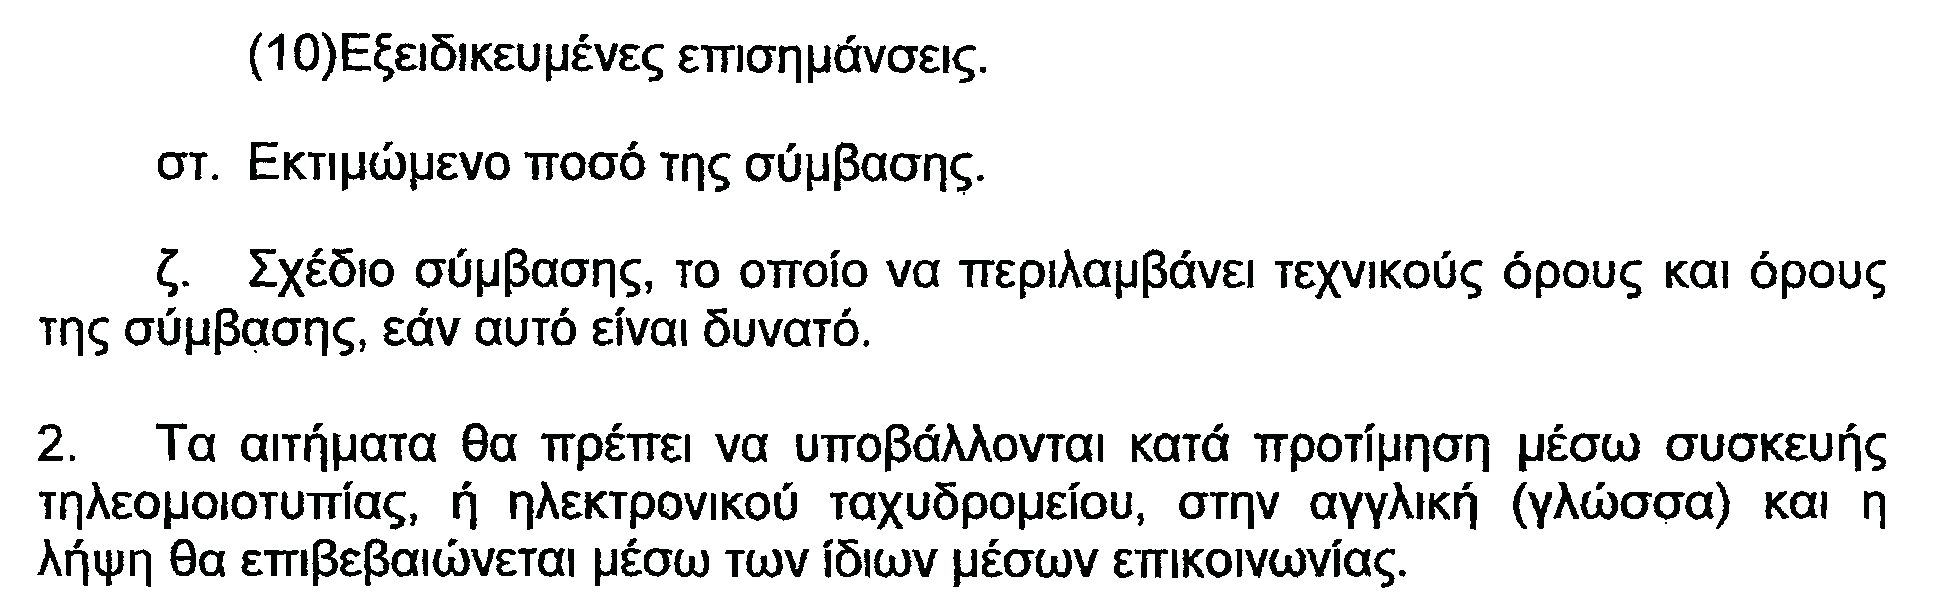 (10)Εξειδικευμένες επισημάνσεις.
στ. Εκτιμώμενο ποσό της σύμβασης.
ζ. Σχέδιο σύμβασης, το οποίο να περιλαμβάνει τεχνικούς όρους και όρους
της σύμβασης, εάν αυτό είναι δυνατό.
2. Τα αιτήματα θα πρέπει να υποβάλλονται κατά προτίμηση μέσω συσκευής
τηλεομοιοτυπίας, ή ηλεκτρονικού ταχυδρομείου, στην αγγλική (γλώσσα) και η
λήψη θα επιβεβαιώνεται μέσω των ίδιων μέσων επικοινωνίας.